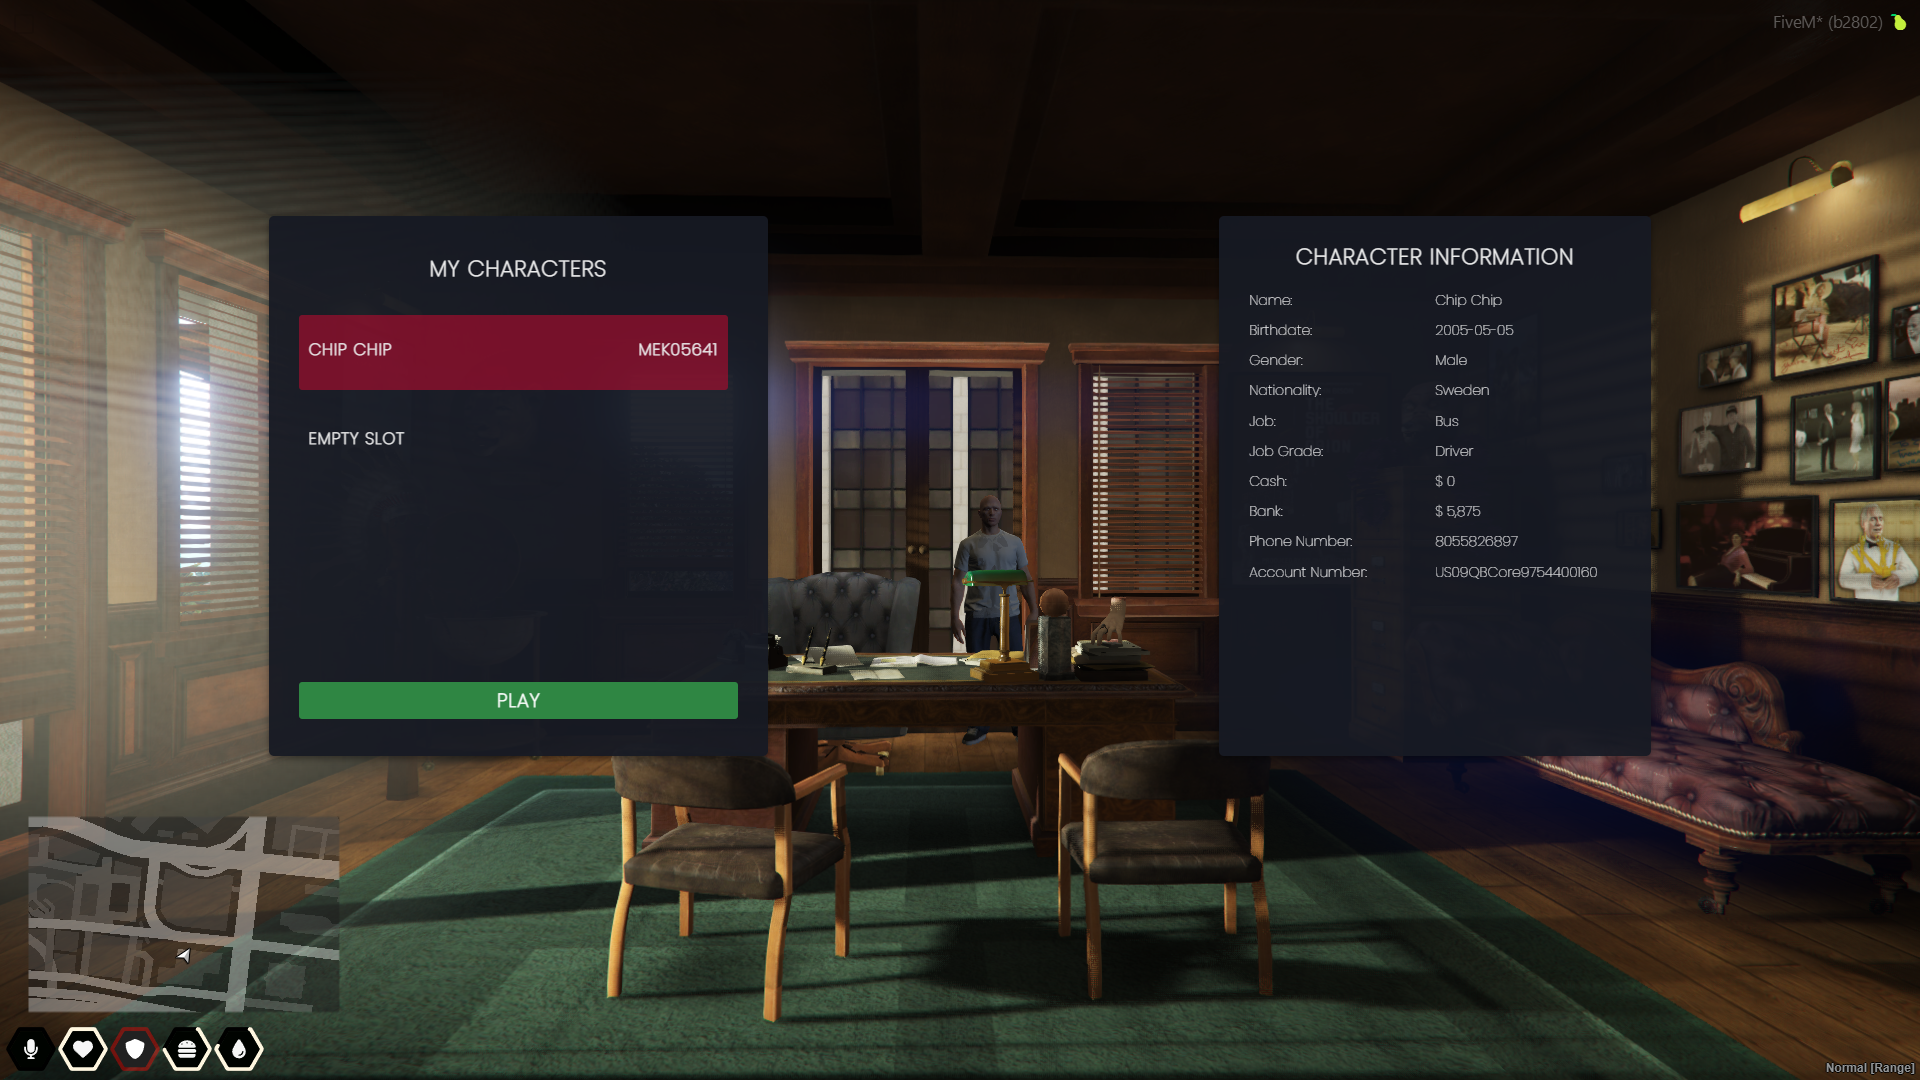 FiveM* (b2802)
MY CHARACTERS
CHIP CHIP MEK05641
EMPTY SLOT
PLAY
CHARACTER INFORMATION
Name: Chip Chip
Birthdate: 2005-05-05
Gender: Male
Nationality: Sweden
Job: Bus
Job Grade: Driver
Cash: $ 0
Bank: $ 5,875
Phone Number: 8055826897
Account Number: US09QBCore9754400160
Normal [Range]